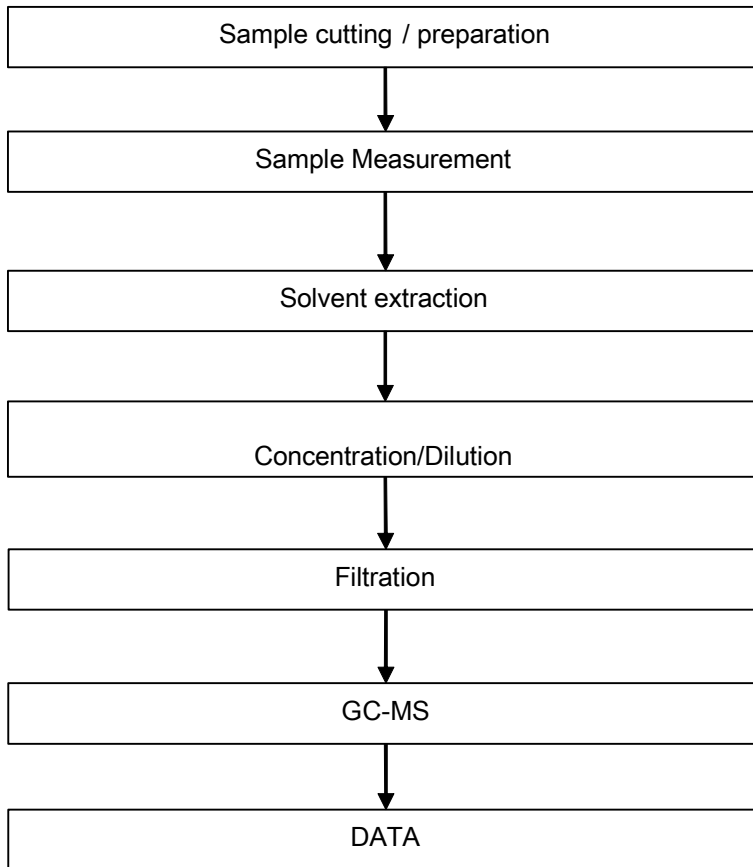 Sample cutting / preparation
Sample Measurement
Solvent extraction
Concentration/Dilution
Filtration
GC-MS
DATA